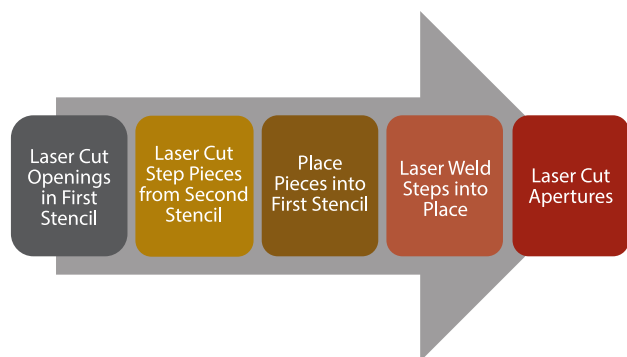 Laser Cut
Openings
in First
Stencil
Laser Cut
Step Pieces
from Second
Stencil
Place
Pieces into
First Stencil
Laser Weld
Steps into
Place
Laser Cut
Apertures